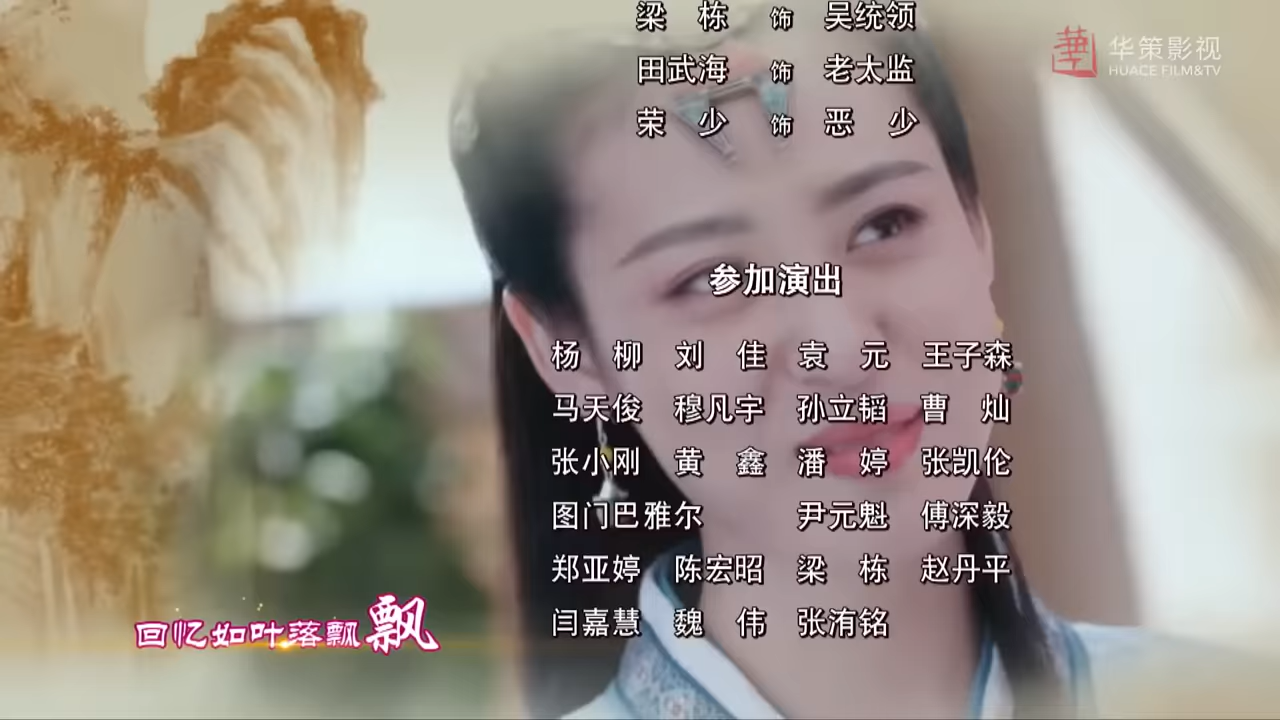 梁 栋 饰 吴统领
田武海 饰 老太监
荣 少 饰 恶 少
華
华策影视
HUACE FILM&TV
参加演出
杨 柳 刘 佳 袁 元 王子森
马天俊 穆凡宇 孙立韬 曹 灿
张小刚 黄 鑫 潘 婷 张凯伦
图门巴雅尔 尹元魁 傅深毅
郑亚婷 陈宏昭 梁 栋 赵丹平
闫嘉慧 魏 伟 张洧铭
回忆如叶落飘飘